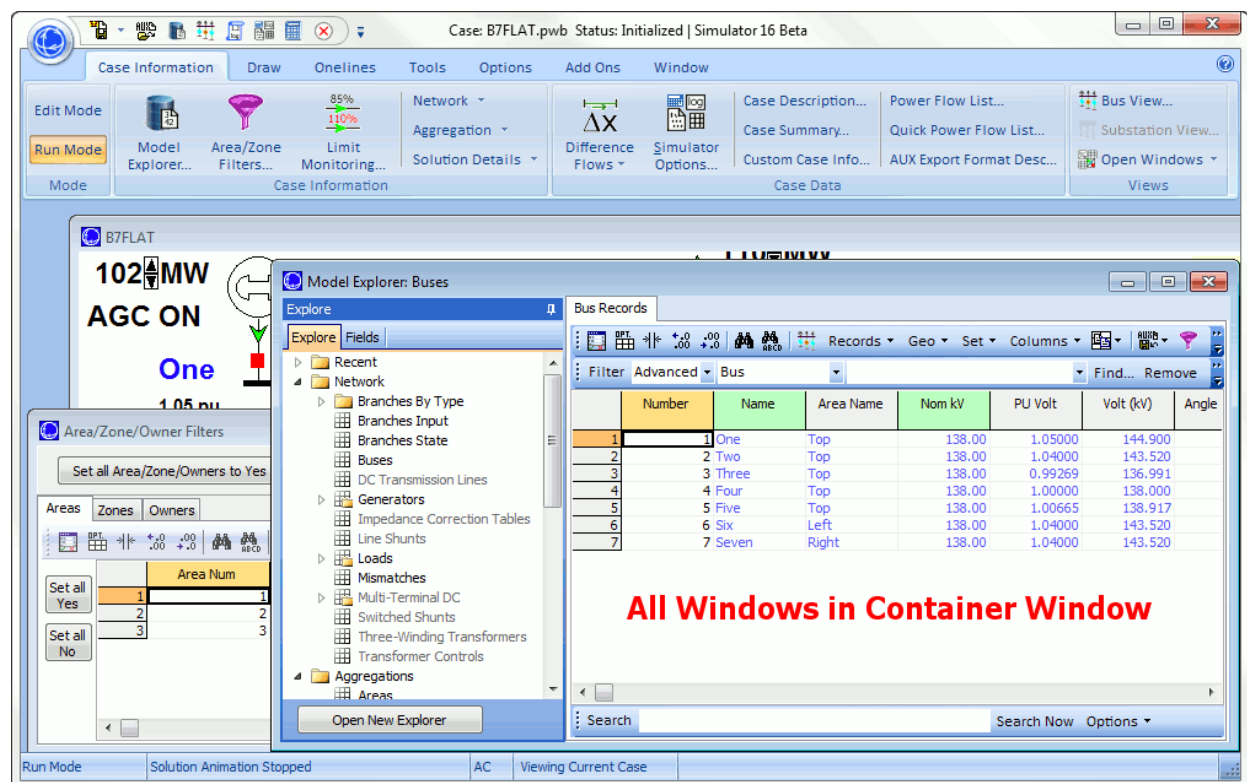 Case: B7FLAT.pwb Status: Initialized | Simulator 16 Beta
Case Information Draw Onelines Tools Options Add Ons Window
Edit Mode
Run Mode
Mode
Model Explorer...
Area/Zone Filters...
85%
110%
Limit Monitoring...
Network
Aggregation
Solution Details
Case Information
ΔX
Difference Flows
log
Simulator Options...
Case Description...
Case Summary...
Custom Case Info...
Power Flow List...
Quick Power Flow List...
AUX Export Format Desc...
Case Data
Bus View...
Substation View...
Open Windows
Views
B7FLAT
102 MW
AGC ON
One
1.05 pu
Area/Zone/Owner Filters
Set all Area/Zone/Owners to Yes
Areas Zones Owners
Set all Yes
Set all No
Area Num
1 1
2 2
3 3
Model Explorer: Buses
Explore
Explore Fields
Recent
Network
Branches By Type
Branches Input
Branches State
Buses
DC Transmission Lines
Generators
Impedance Correction Tables
Line Shunts
Loads
Mismatches
Multi-Terminal DC
Switched Shunts
Three-Winding Transformers
Transformer Controls
Aggregations
Areas
Open New Explorer
Bus Records
Records Geo Set Columns
Filter Advanced Bus Find... Remove
Number Name Area Name Nom kV PU Volt Volt (kV) Angle
1 1 One Top 138.00 1.05000 144.900
2 2 Two Top 138.00 1.04000 143.520
3 3 Three Top 138.00 0.99269 136.991
4 4 Four Top 138.00 1.00000 138.000
5 5 Five Top 138.00 1.00665 138.917
6 6 Six Left 138.00 1.04000 143.520
7 7 Seven Right 138.00 1.04000 143.520
All Windows in Container Window
Search Search Now Options
Run Mode Solution Animation Stopped AC Viewing Current Case